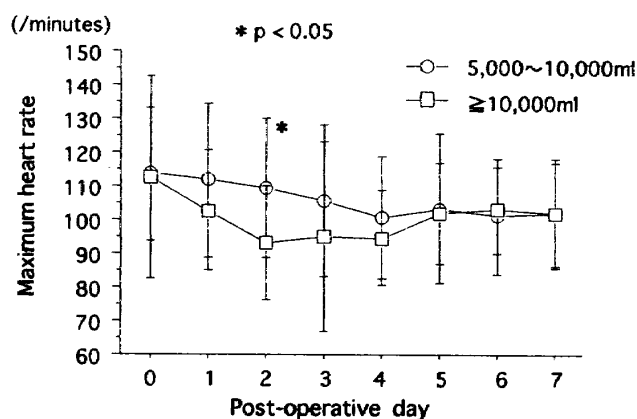 (/minutes)
* p < 0.05
5,000~10,000ml
≧10,000ml
150
140
130
120
110
100
90
80
70
60
*
Maximum heart rate
0 1 2 3 4 5 6 7
Post-operative day